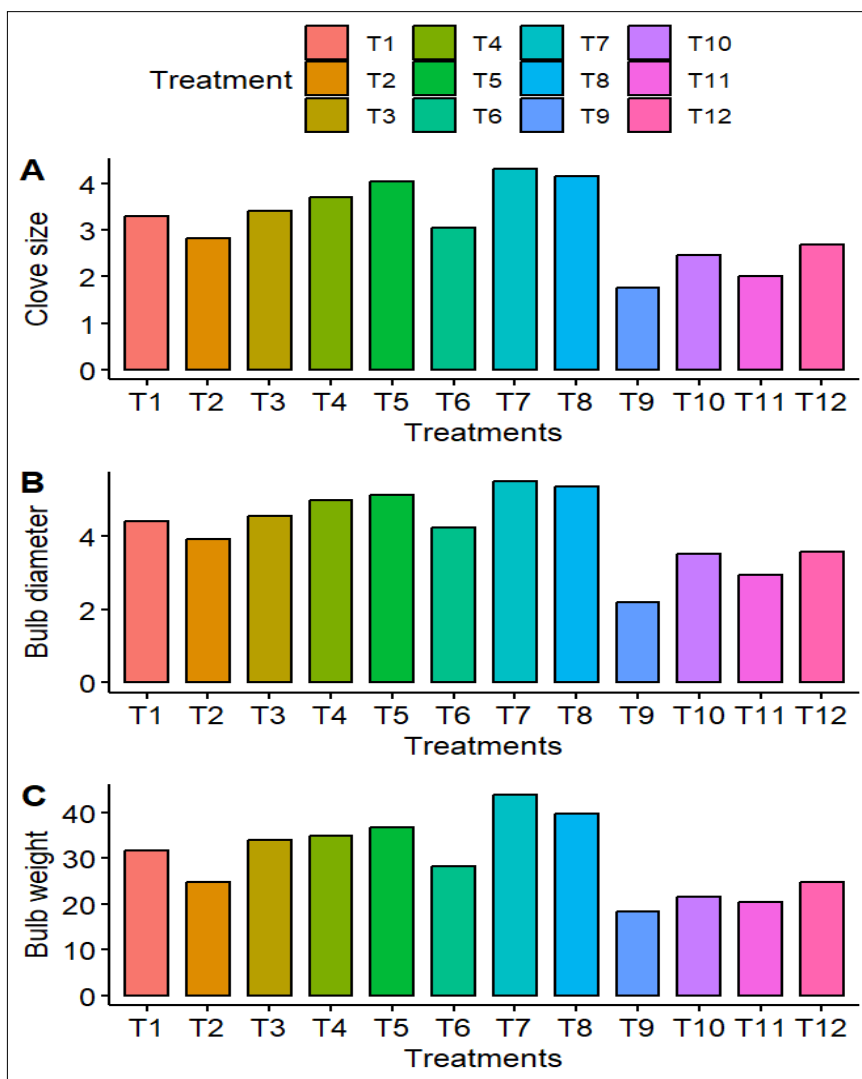 T1 T4 T7 T10
Treatment T2 T5 T8 T11
T3 T6 T9 T12
A
Clove size
4
3
2
1
0
T1 T2 T3 T4 T5 T6 T7 T8 T9 T10 T11 T12
Treatments
B
Bulb diameter
4
2
0
T1 T2 T3 T4 T5 T6 T7 T8 T9 T10 T11 T12
Treatments
C
Bulb weight
40
30
20
10
0
T1 T2 T3 T4 T5 T6 T7 T8 T9 T10 T11 T12
Treatments